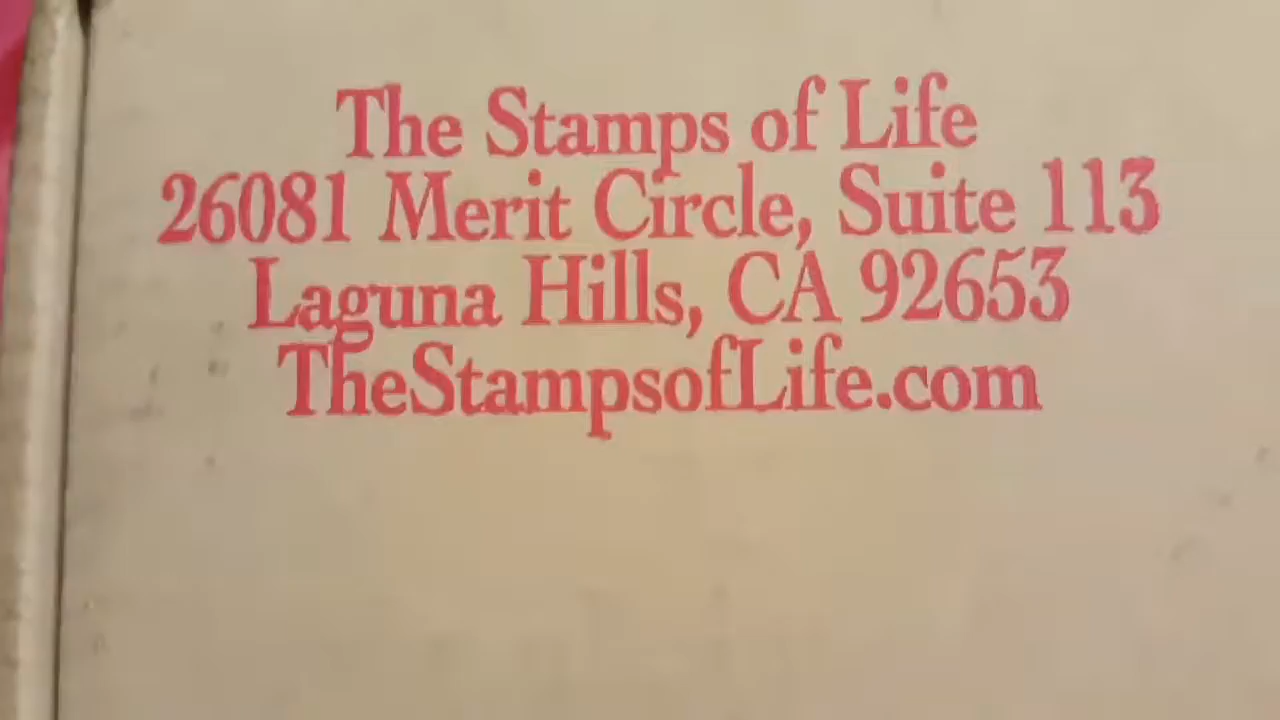 The Stamps of Life
26081 Merit Circle, Suite 113
Laguna Hills, CA 92653
TheStampsofLife.com